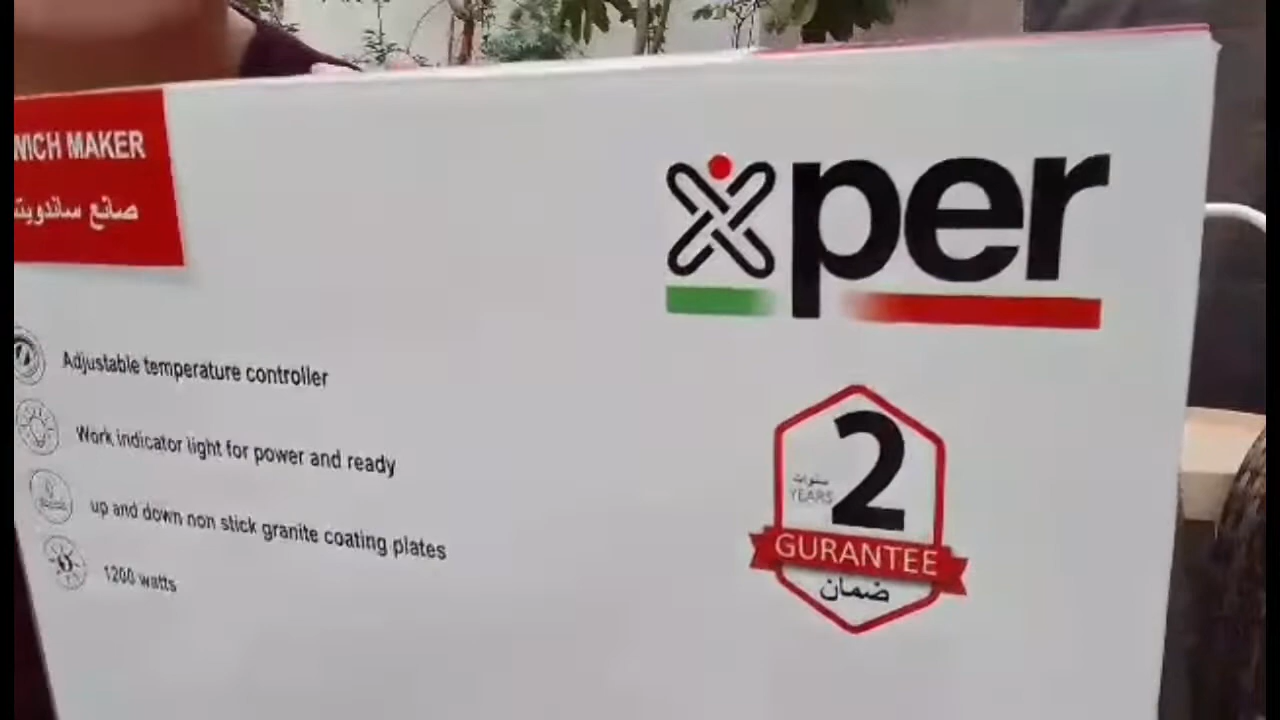 WICH MAKER
صانع ساندويتش
xper
Adjustable temperature controller
Work indicator light for power and ready
up and down non stick granite coating plates
1200 watts
2
سنوات
YEARS
GURANTEE
ضمان